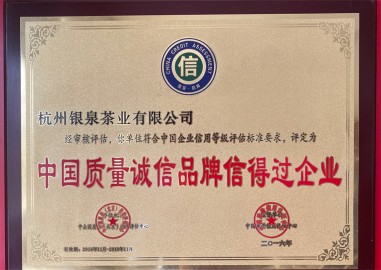 CHINA CREDIT ASSESSMENT
信
杭州银泉茶业有限公司
经审核评估，你单位符合中国企业信用等级评估标准要求，评定为
中国质量诚信品牌信得过企业
二〇一六年